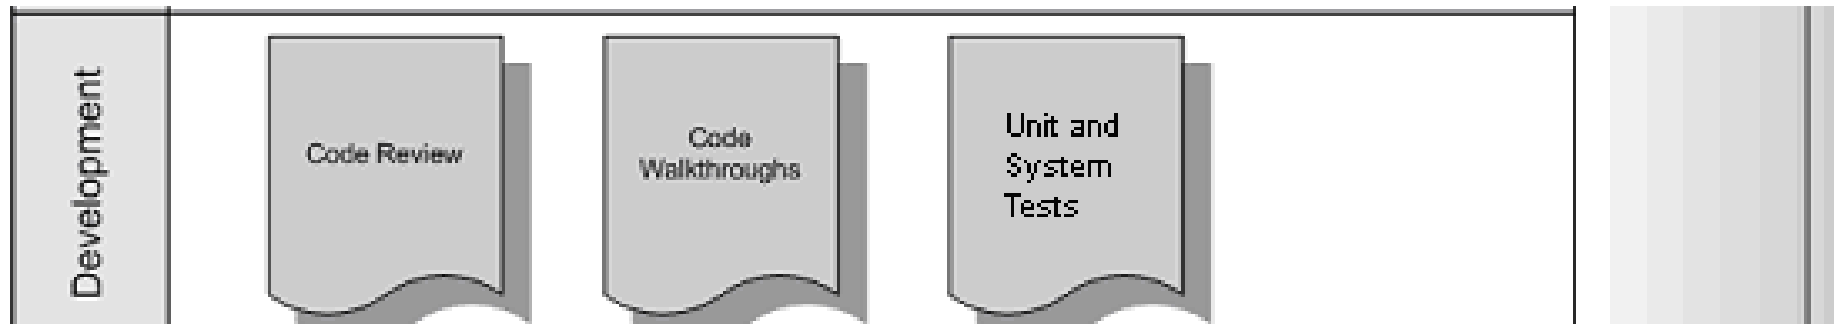 Development
Code Review
Code
Walkthroughs
Unit and
System
Tests